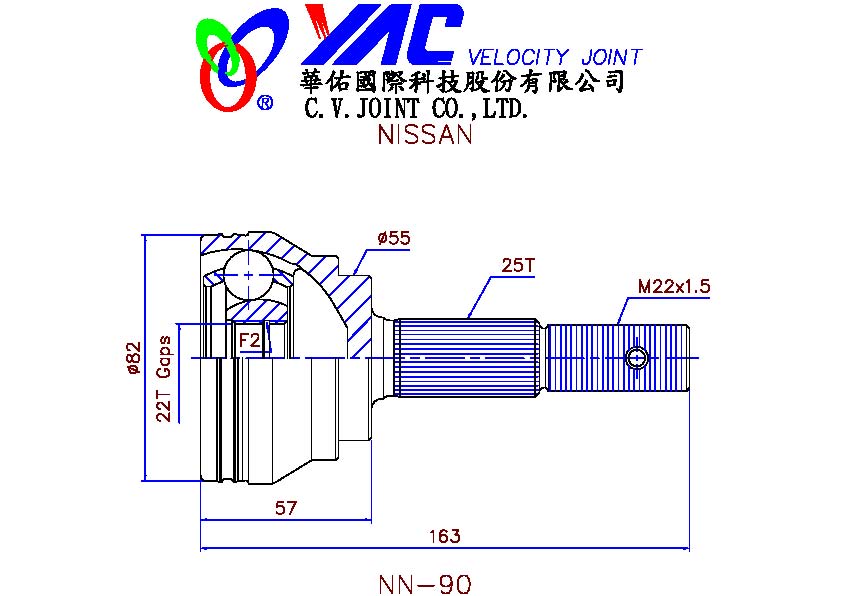 YAC VELOCITY JOINT
華佑國際科技股份有限公司
®
C.V.JOINT CO.,LTD.
NISSAN
ø55
25T
M22x1.5
F2
ø82
22T Gaps
57
163
NN-90